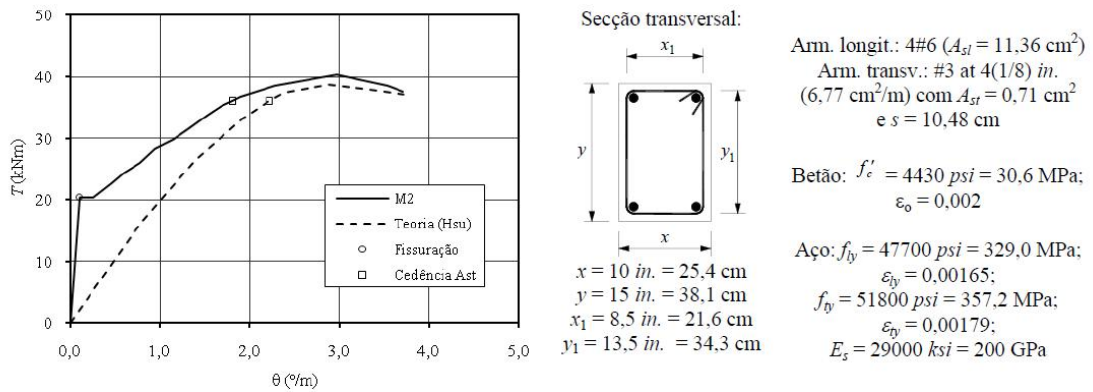 50
40
30
20
10
0
T (kNm)
0,0
1,0
2,0
3,0
4,0
5,0
θ (º/m)
M2
Teoria (Hsu)
Fissuração
Cedência Ast
Secção transversal:
x₁
y
y₁
x
x = 10 in. = 25,4 cm
y = 15 in. = 38,1 cm
x₁ = 8,5 in. = 21,6 cm
y₁ = 13,5 in. = 34,3 cm
Arm. longit.: 4#6 (Aₛₗ = 11,36 cm²)
Arm. transv.: #3 at 4(1/8) in.
(6,77 cm²/m) com Aₛₜ = 0,71 cm²
e s = 10,48 cm
Betão: f′c = 4430 psi = 30,6 MPa;
εₒ = 0,002
Aço: fly = 47700 psi = 329,0 MPa;
εly = 0,00165;
fty = 51800 psi = 357,2 MPa;
εty = 0,00179;
Eₛ = 29000 ksi = 200 GPa